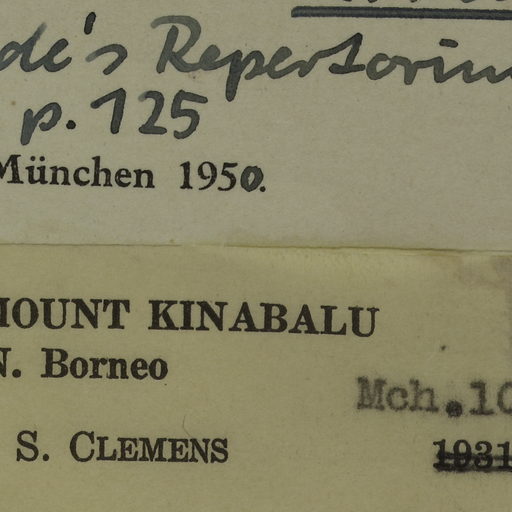 de's Repertorium
p. 125
München 1950.
MOUNT KINABALU
N. Borneo
Mch. 10
S. CLEMENS
1931